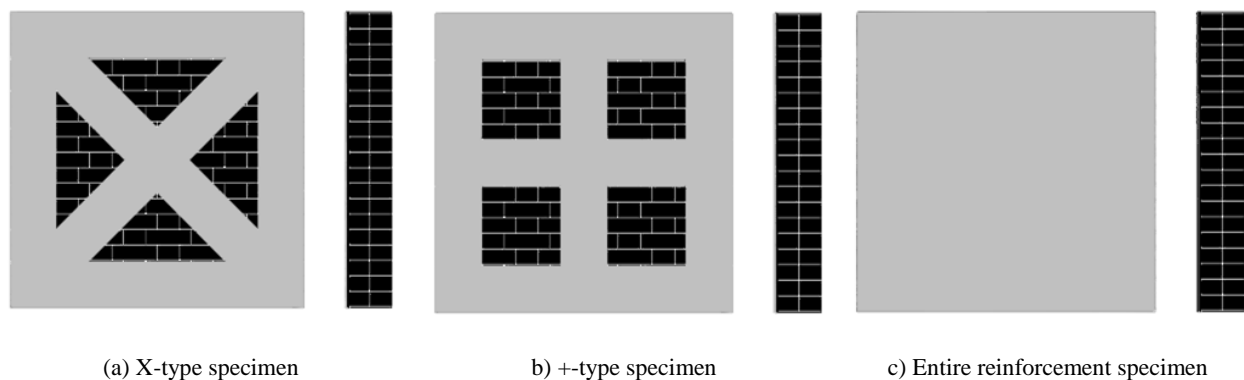 (a) X-type specimen
b) +-type specimen
c) Entire reinforcement specimen